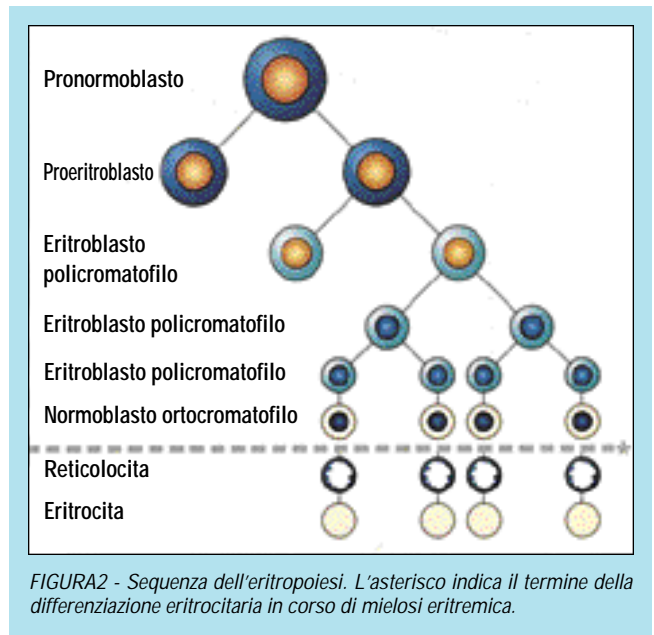 Pronormoblasto
Proeritroblasto
Eritroblasto
policromatofilo
Eritroblasto policromatofilo
Eritroblasto policromatofilo
Normoblasto ortocromatofilo
*
Reticolocita
Eritrocita
FIGURA2 - Sequenza dell'eritropoiesi. L'asterisco indica il termine della
differenziazione eritrocitaria in corso di mielosi eritremica.